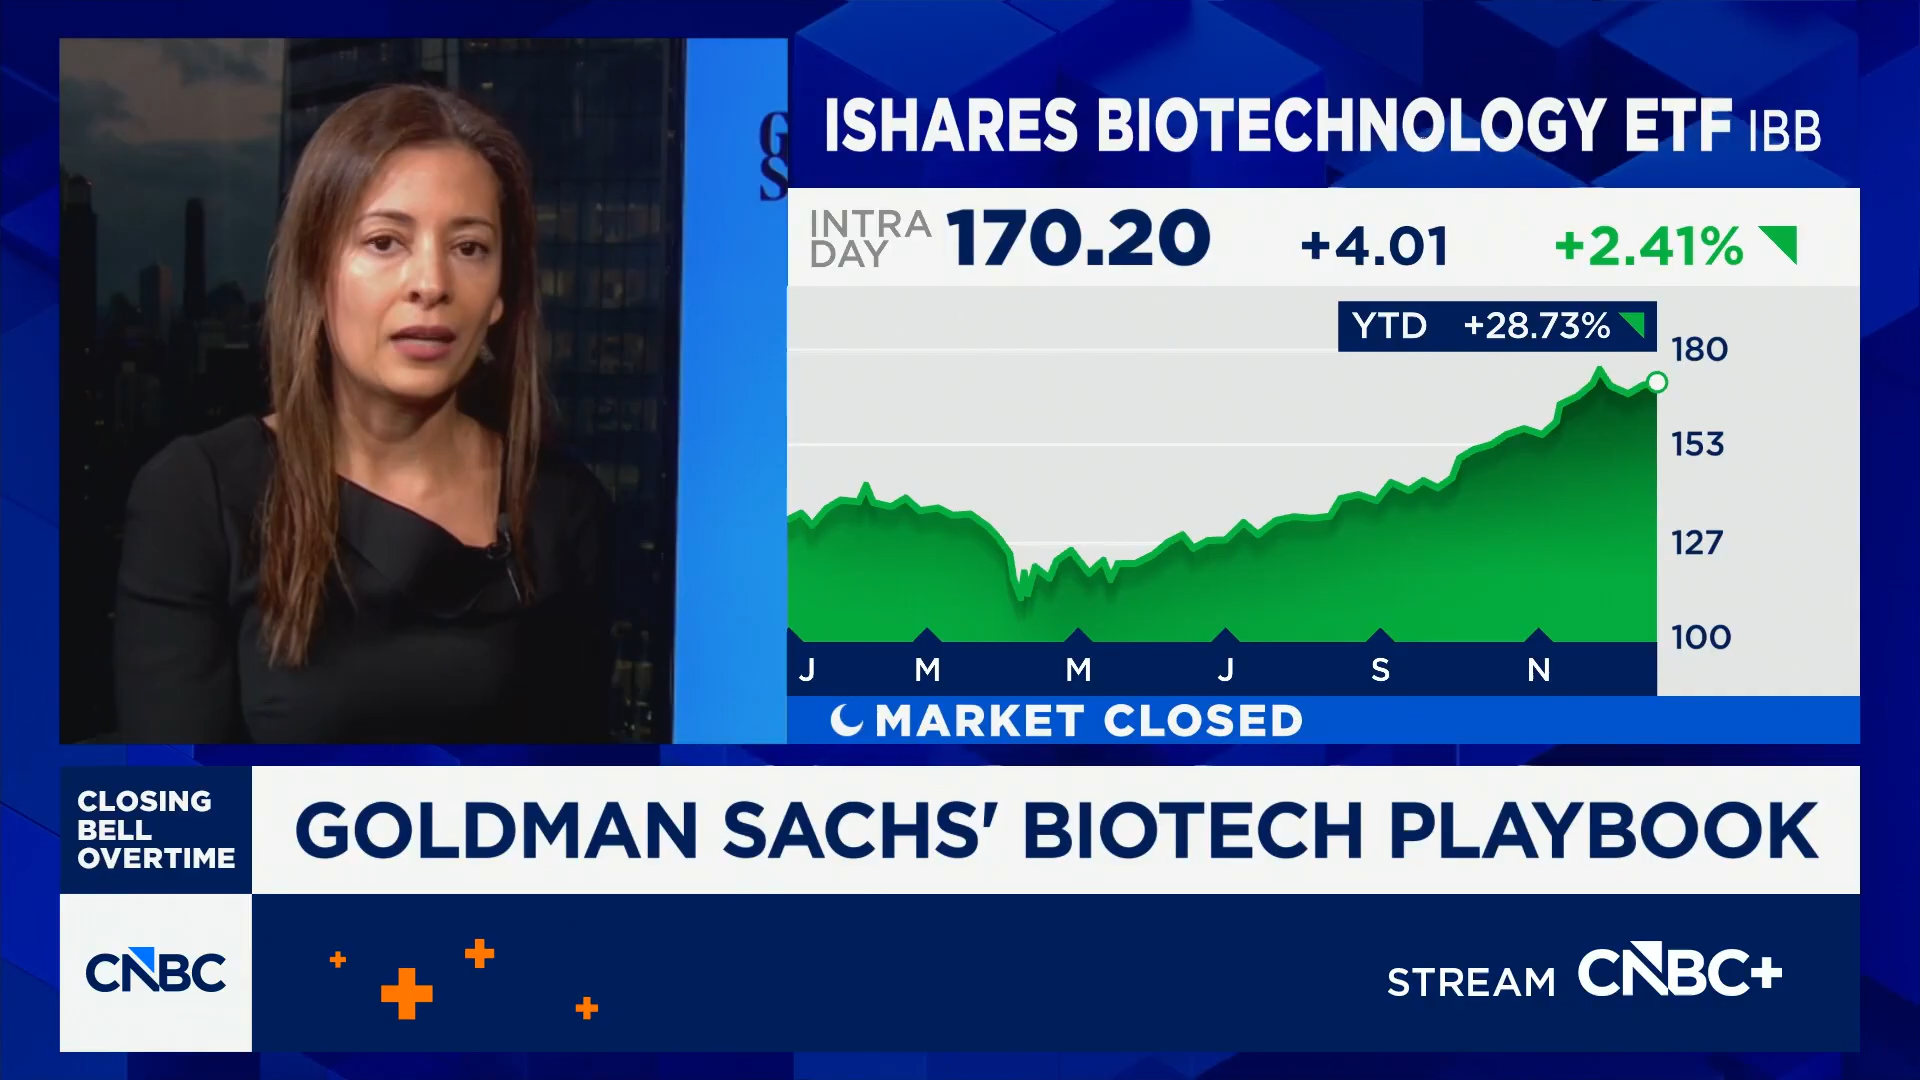 G
S
ISHARES BIOTECHNOLOGY ETF IBB
INTRA
DAY
170.20 +4.01 +2.41%
YTD +28.73%
180
153
127
100
J M M J S N
MARKET CLOSED
CLOSING
BELL
OVERTIME
GOLDMAN SACHS' BIOTECH PLAYBOOK
CNBC
STREAM CNBC+